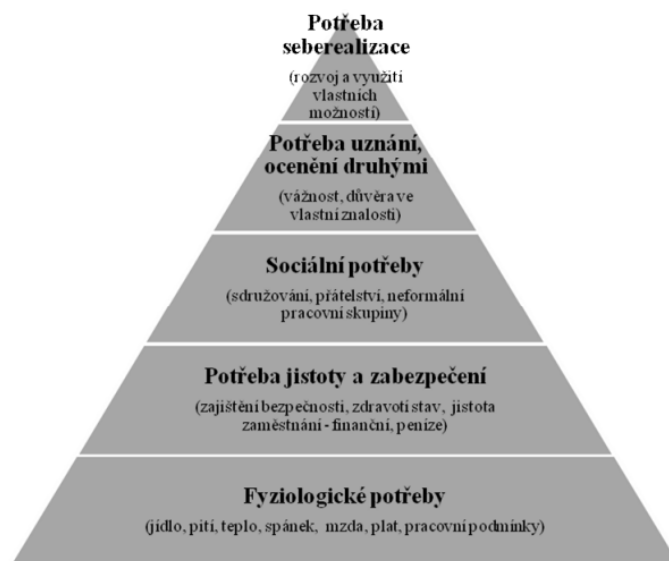 Potřeba
seberealizace
(rozvoj a využití
vlastních
možností)
Potřeba uznání,
ocenění druhými
(vážnost, důvěra ve
vlastní znalosti)
Sociální potřeby
(sdružování, přátelství, neformální
pracovní skupiny)
Potřeba jistoty a zabezpečení
(zajištění bezpečnosti, zdravotí stav, jistota
zaměstnání - finanční, peníze)
Fyziologické potřeby
(jídlo, pití, teplo, spánek, mzda, plat, pracovní podmínky)